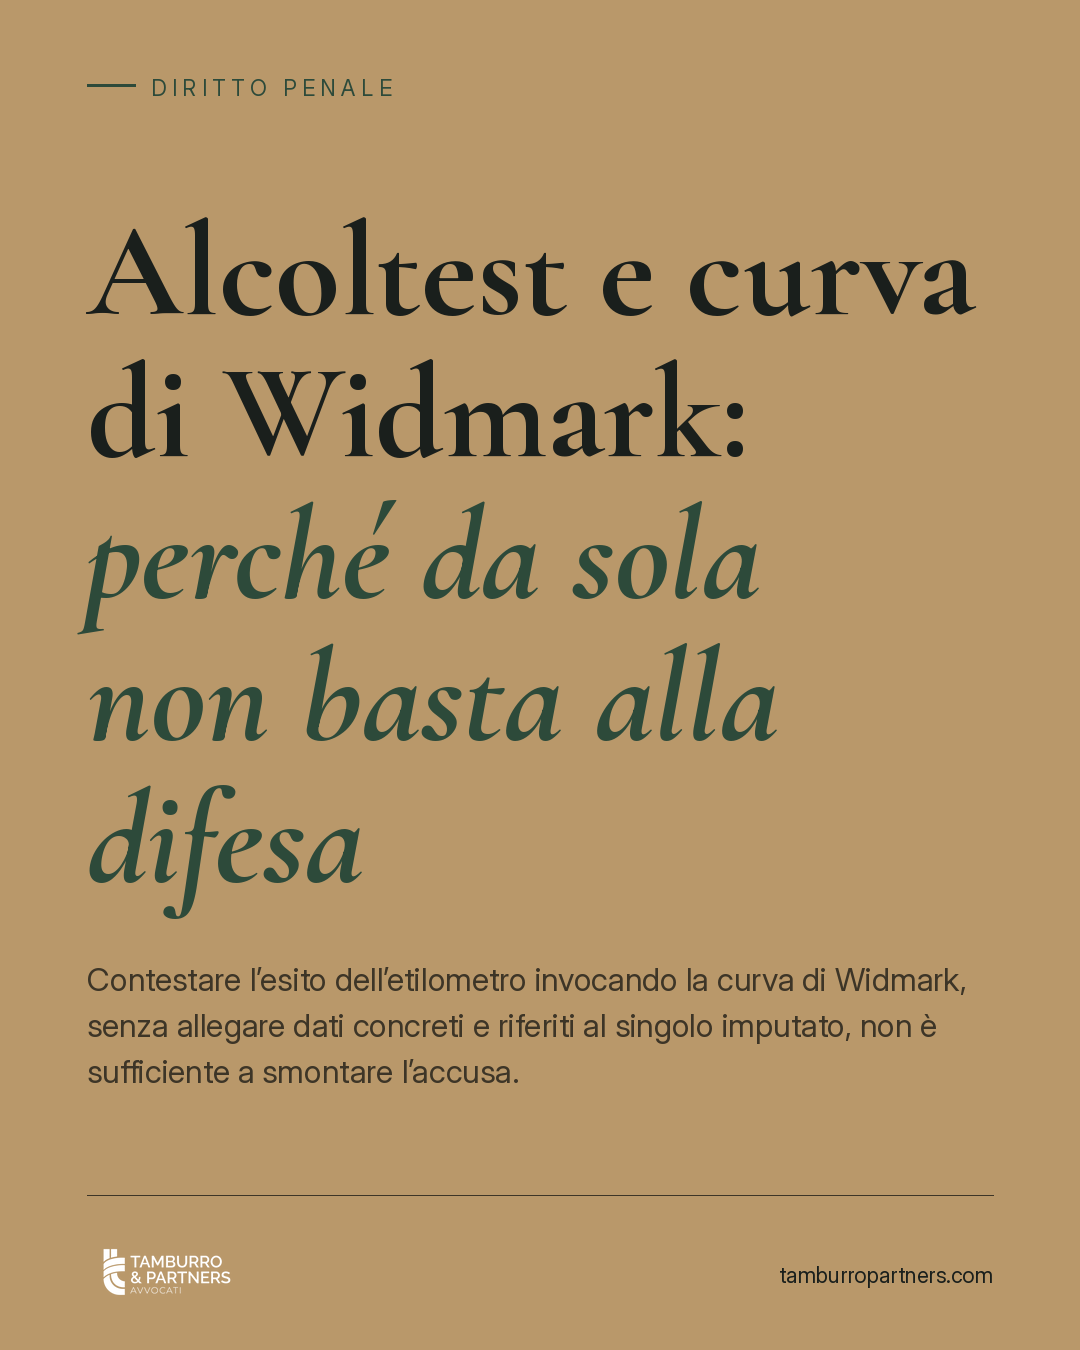 DIRITTO PENALE
Alcoltest e curva
di Widmark:
perché da sola
non basta alla
difesa
Contestare l’esito dell’etilometro invocando la curva di Widmark,
senza allegare dati concreti e riferiti al singolo imputato, non è
sufficiente a smontare l’accusa.
TAMBURRO
& PARTNERS
AVVOCATI
tamburropartners.com